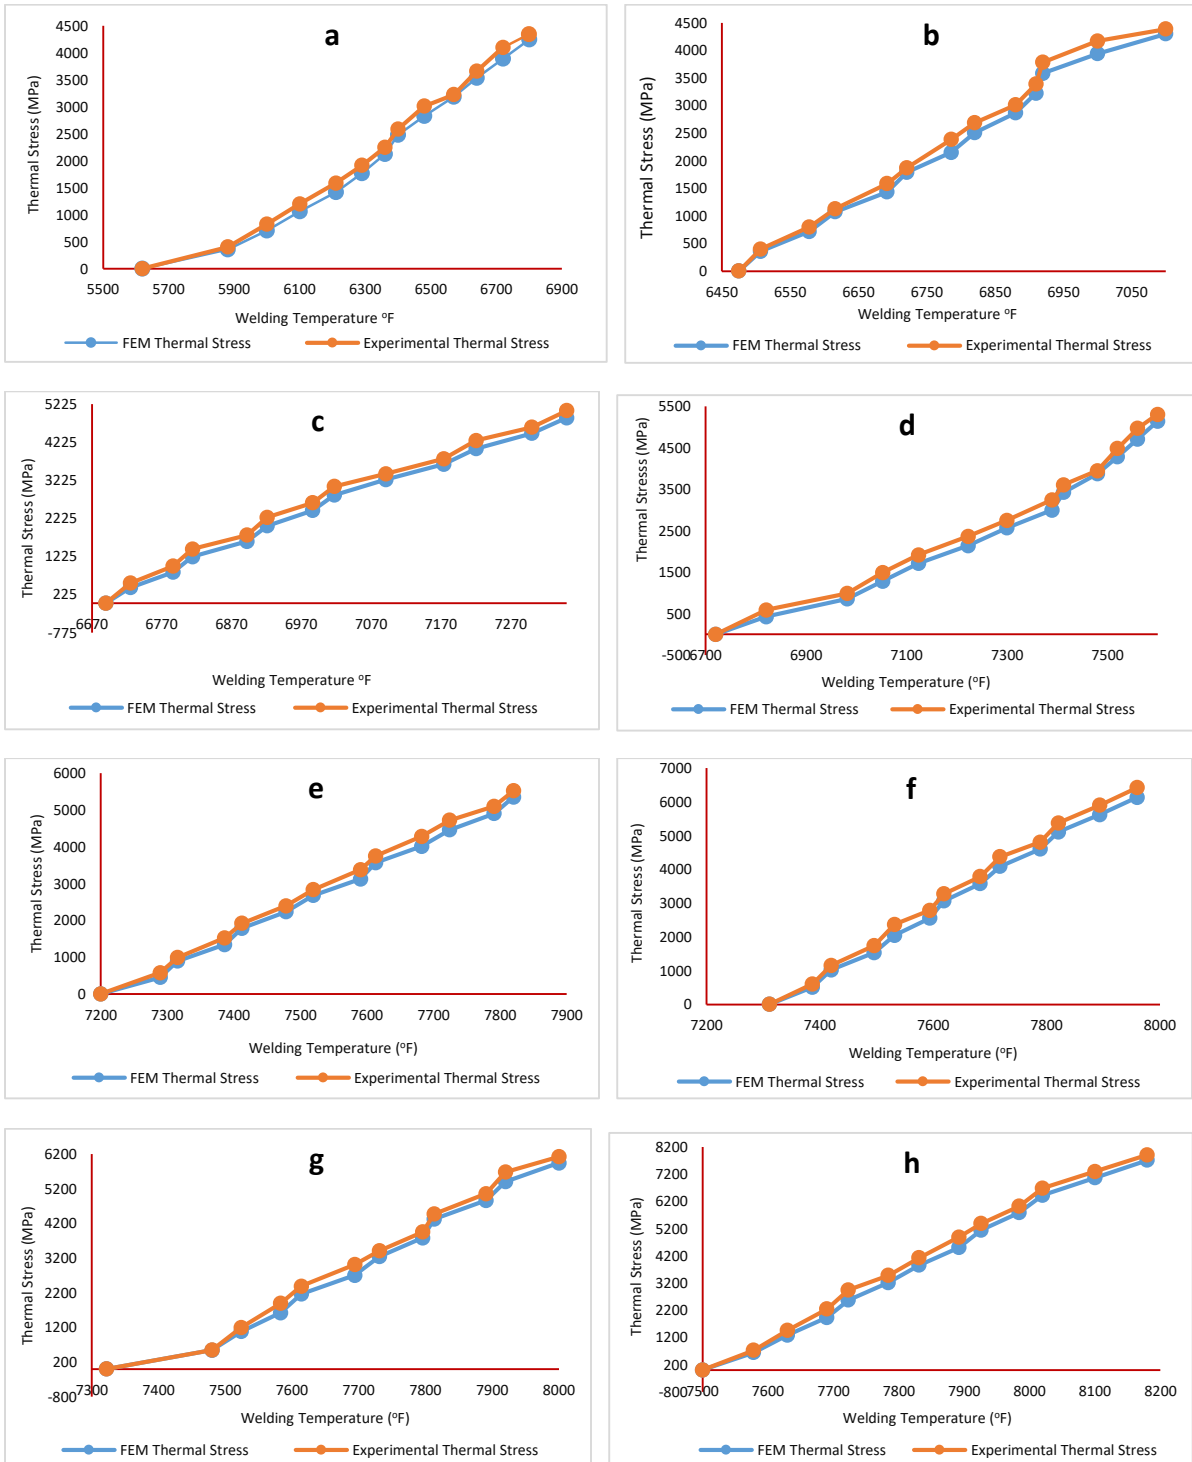 a
4500
4000
3500
3000
2500
2000
1500
1000
500
0
Thermal Stress (MPa)
5500 5700 5900 6100 6300 6500 6700 6900
Welding Temperature ⁰F
FEM Thermal Stress Experimental Thermal Stress
b
4500
4000
3500
3000
2500
2000
1500
1000
500
0
Thermal Stress (MPa)
6450 6550 6650 6750 6850 6950 7050
Welding Temperature ⁰F
FEM Thermal Stress Experimental Thermal Stress
c
5225
4225
3225
2225
1225
225
-775
Thermal Stress (MPa)
6670 6770 6870 6970 7070 7170 7270
Welding Temperature ⁰F
FEM Thermal Stress Experimental Thermal Stress
d
5500
4500
3500
2500
1500
500
-500
Thermal Stresss (MPa)
6700 6900 7100 7300 7500
Welding Temperature (⁰F)
FEM Thermal Stress Experimental Thermal Stress
e
6000
5000
4000
3000
2000
1000
0
Thermal Stress (MPa)
7200 7300 7400 7500 7600 7700 7800 7900
Welding Temperature (⁰F)
FEM Thermal Stress Experimental Thermal Stress
f
7000
6000
5000
4000
3000
2000
1000
0
Thermal Stress (MPa)
7200 7400 7600 7800 8000
Welding Temperature (⁰F)
FEM Thermal Stress Experimental Thermal Stress
g
6200
5200
4200
3200
2200
1200
200
-800
Thermal Stress (MPa)
7300 7400 7500 7600 7700 7800 7900 8000
Welding Temperature (⁰F)
FEM Thermal Stress Experimental Thermal Stress
h
8200
7200
6200
5200
4200
3200
2200
1200
200
-800
Thermal Stress (MPa)
7500 7600 7700 7800 7900 8000 8100 8200
Welding Temperature (⁰F)
FEM Thermal Stress Experimental Thermal Stress